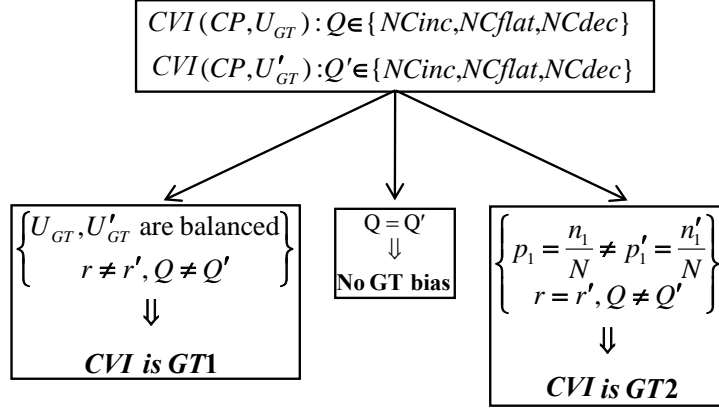 CVI(CP,U_GT):Q∈{NCinc,NCflat,NCdec}
CVI(CP,U'_GT):Q'∈{NCinc,NCflat,NCdec}
{U_GT,U'_GT are balanced
r ≠ r',Q ≠ Q'}
⇓
CVI is GT1
Q = Q'
⇓
No GT bias
{p_1 = n_1/N ≠ p'_1 = n'_1/N
r = r',Q ≠ Q'}
⇓
CVI is GT2